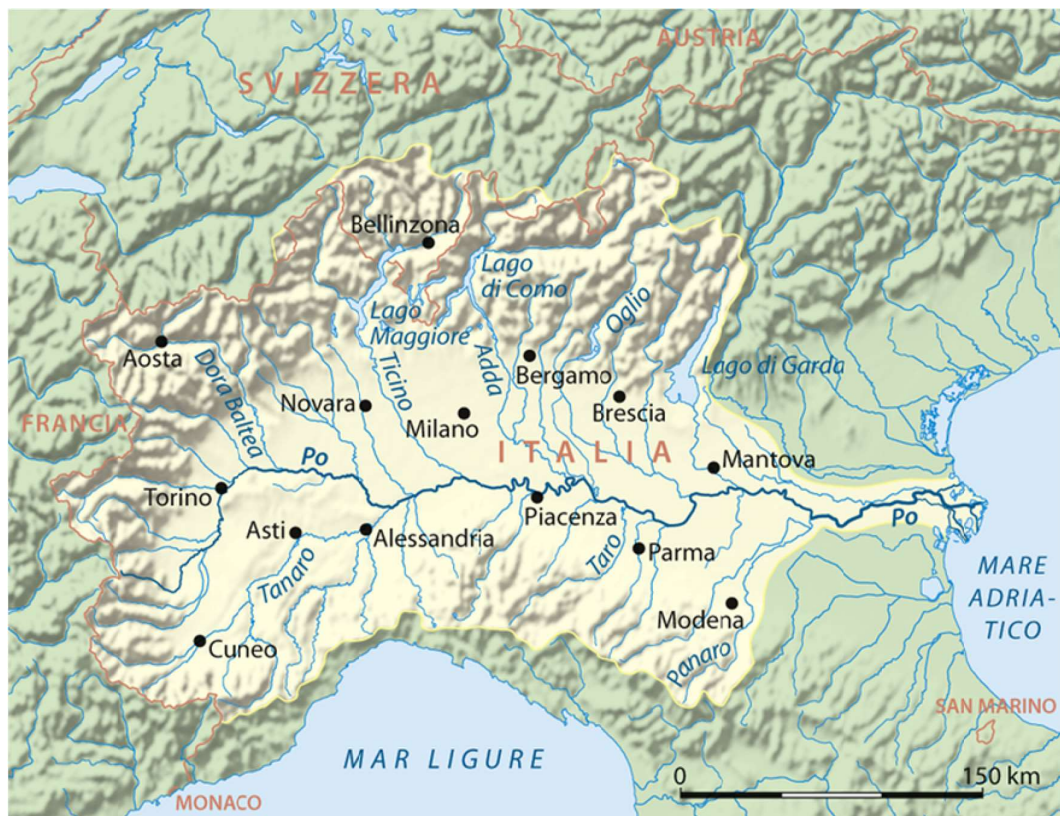 AUSTRIA
SVIZZERA
Bellinzona
Lago
di Como
Lago
Maggiore
Oglio
Aosta
Dora Baltea
Ticino
Adda
Bergamo
Lago di Garda
FRANCIA
Novara
Milano
Brescia
ITALIA
Po
Mantova
Torino
Piacenza
Po
Asti
Alessandria
Tanaro
Taro
Parma
MARE
ADRIA-
TICO
Modena
Cuneo
Panaro
SAN MARINO
MAR LIGURE
0
150 km
MONACO